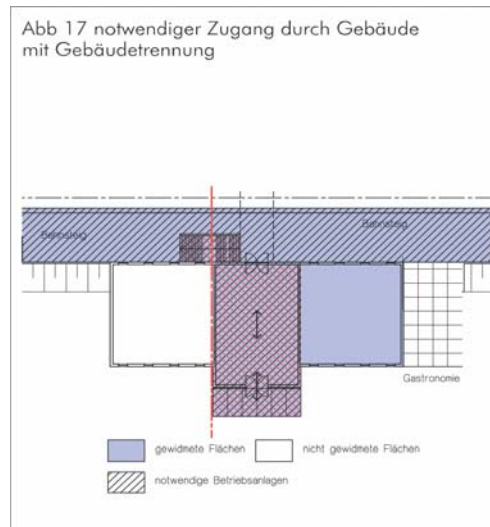 Abb 17 notwendiger Zugang durch Gebäude
mit Gebäudetrennung
Bahnsteig Bahnsteig
Gastronomie
gewidmete Flächen nicht gewidmete Flächen
notwendige Betriebsanlagen